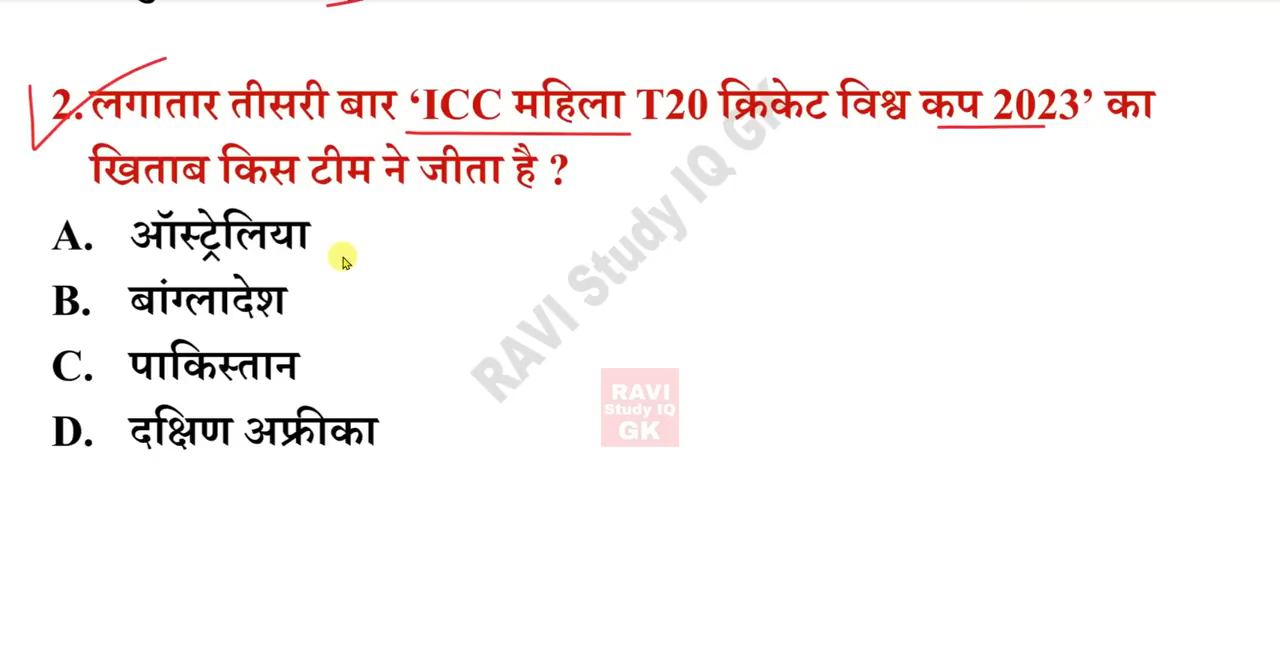 2. लगातार तीसरी बार ‘ICC महिला T20 क्रिकेट विश्व कप 2023’ का
खिताब किस टीम ने जीता है ?
A. ऑस्ट्रेलिया
B. बांग्लादेश
C. पाकिस्तान
D. दक्षिण अफ्रीका
RAVI Study IQ GK
RAVI
Study IQ
GK